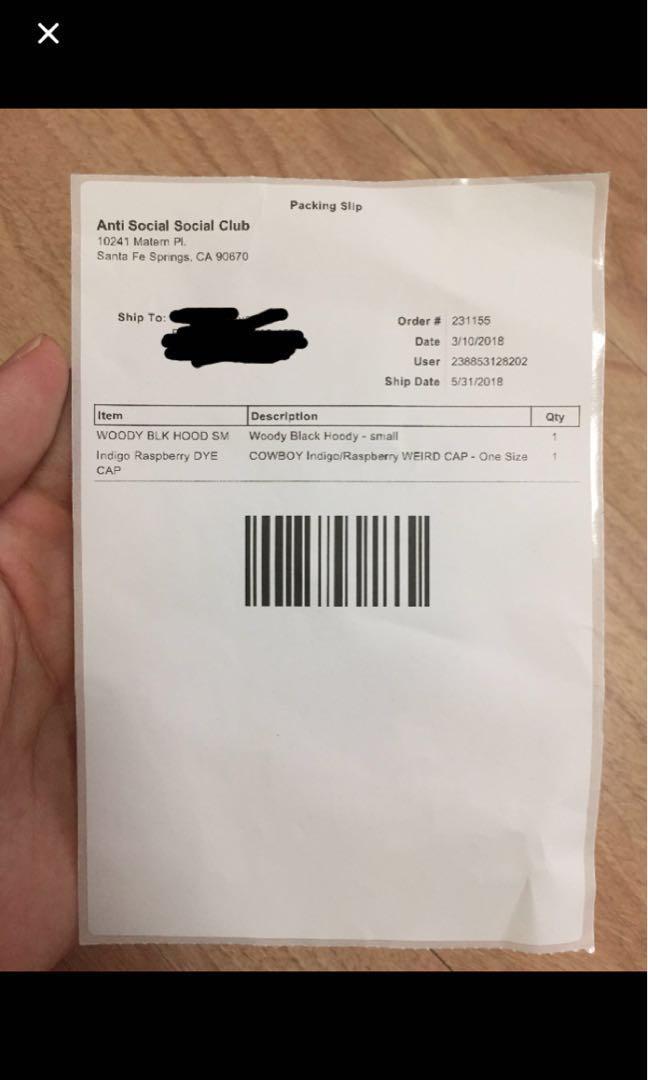 Packing Slip
Anti Social Social Club
10241 Matern Pl.
Santa Fe Springs, CA 90670
Ship To:
Order # 231155
Date 3/10/2018
User 238853128202
Ship Date 5/31/2018
Item Description Qty
WOODY BLK HOOD SM Woody Black Hoody - small 1
Indigo Raspberry DYE COWBOY Indigo/Raspberry WEIRD CAP - One Size 1
CAP